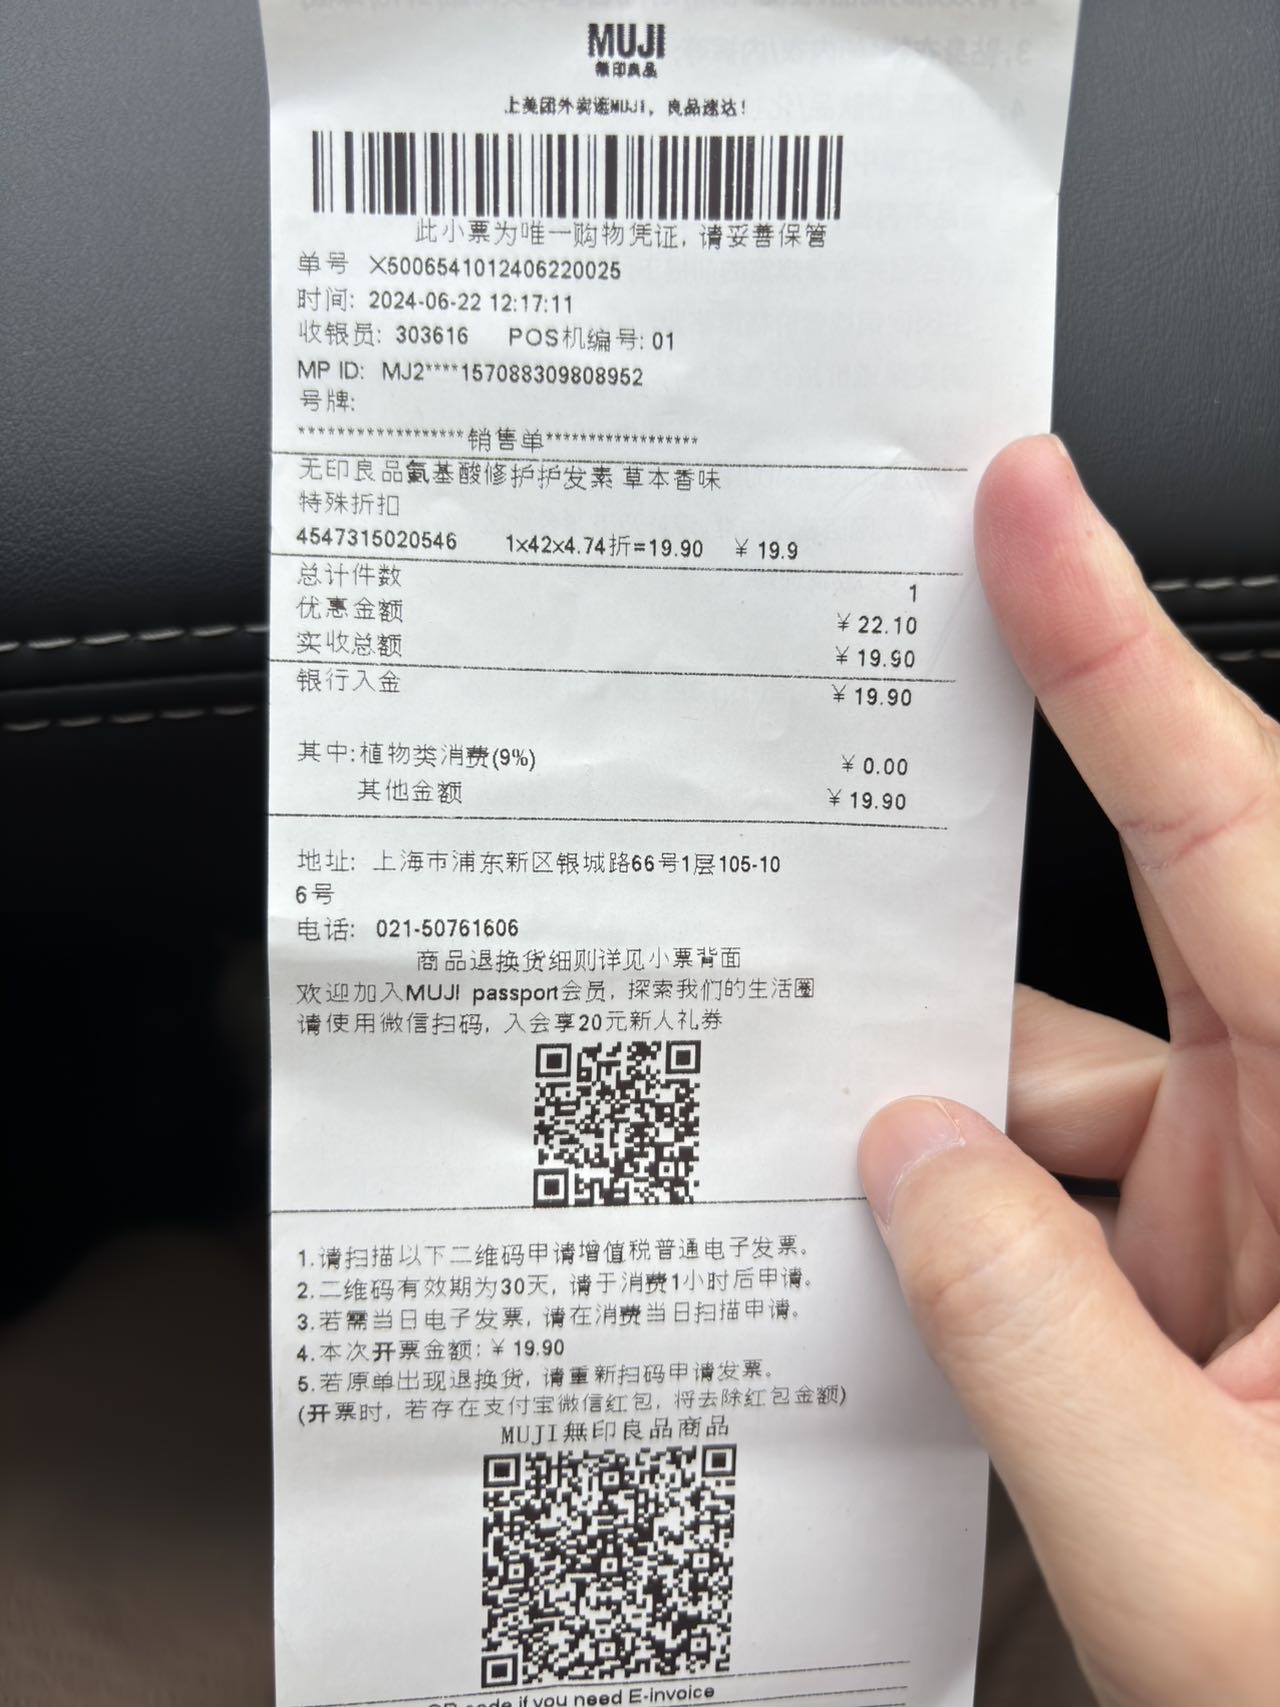 MUJI
無印良品
上美团外卖逛MUJI，良品速达！
此小票为唯一购物凭证, 请妥善保管
单号 X5006541012406220025
时间: 2024-06-22 12:17:11
收银员: 303616 POS机编号: 01
MP ID: MJ2****157088309808952
号牌:
*****************销售单*****************
无印良品氨基酸修护护发素 草本香味
特殊折扣
4547315020546 1x42x4.74折=19.90 ￥19.9
总计件数 1
优惠金额 ￥22.10
实收总额 ￥19.90
银行入金 ￥19.90
其中:植物类消费(9%) ￥0.00
其他金额 ￥19.90
地址: 上海市浦东新区银城路66号1层105-10
6号
电话: 021-50761606
商品退换货细则详见小票背面
欢迎加入MUJI passport会员, 探索我们的生活圈
请使用微信扫码, 入会享20元新人礼券
1.请扫描以下二维码申请增值税普通电子发票。
2.二维码有效期为30天, 请于消费1小时后申请。
3.若需当日电子发票, 请在消费当日扫描申请。
4.本次开票金额: ￥19.90
5.若原单出现退换货, 请重新扫码申请发票。
(开票时, 若存在支付宝微信红包, 将去除红包金额)
MUJI無印良品商品
code if you need E-invoice